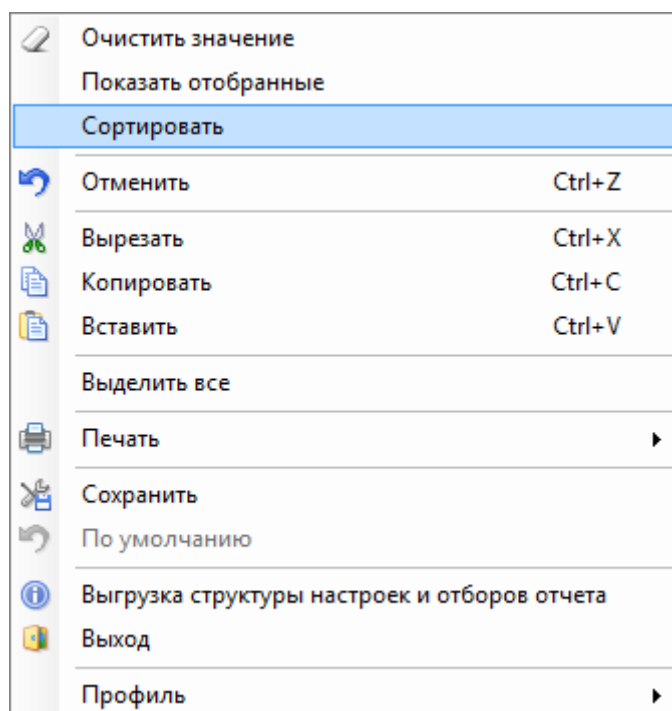 Очистить значение
Показать отобранные
Сортировать
Отменить Ctrl+Z
Вырезать Ctrl+X
Копировать Ctrl+C
Вставить Ctrl+V
Выделить все
Печать
Сохранить
По умолчанию
Выгрузка структуры настроек и отборов отчета
Выход
Профиль